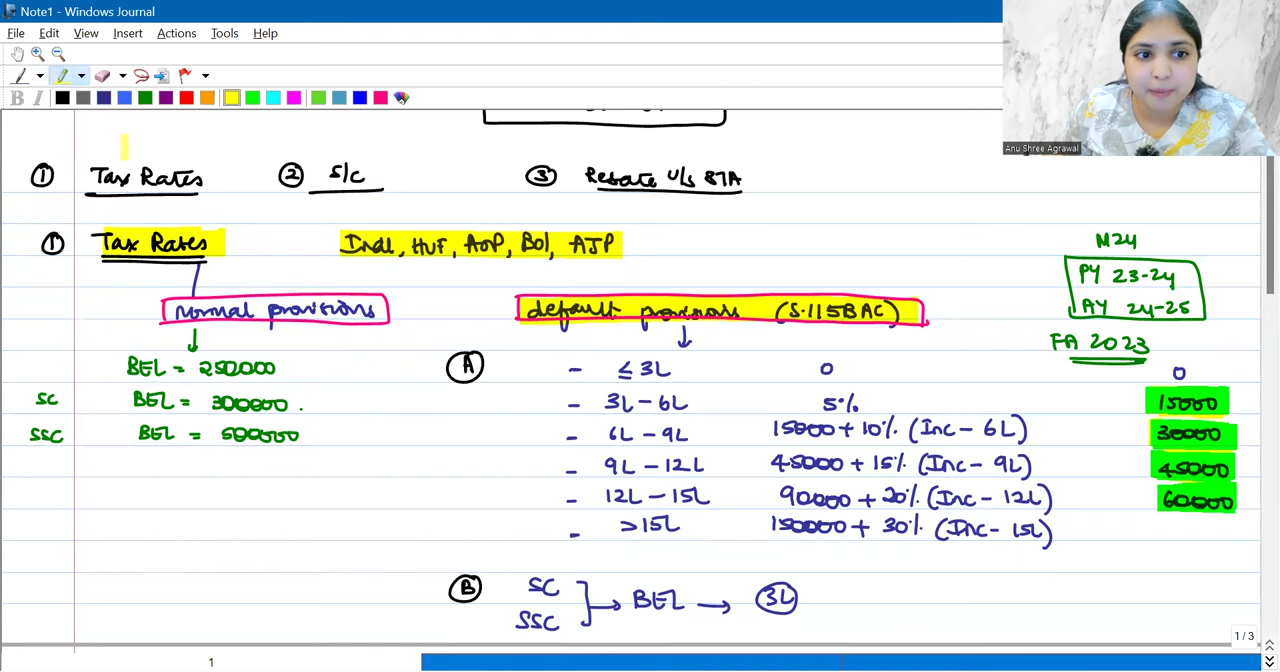 Note1 - Windows Journal
File Edit View Insert Actions Tools Help
B I
Anu Shree Agrawal
① Tax Rates ② S/C ③ Rebate u/s 87A
① Tax Rates Indl, HUF, AOP, BOI, AJP
M24
PY 23-24
AY 24-25
FA 2023
normal provisions default provisions (S.115BAC)
BEL = 250000
SC BEL = 300000.
SSC BEL = 500000
Ⓐ - ≤ 3L 0 0
- 3L - 6L 5% 15000
- 6L - 9L 15000 + 10% (Inc - 6L) 30000
- 9L - 12L 45000 + 15% (Inc - 9L) 45000
- 12L - 15L 90000 + 20% (Inc - 12L) 60000
- >15L 150000 + 30% (Inc - 15L)
Ⓑ SC
SSC → BEL → 3L
1 / 3
1